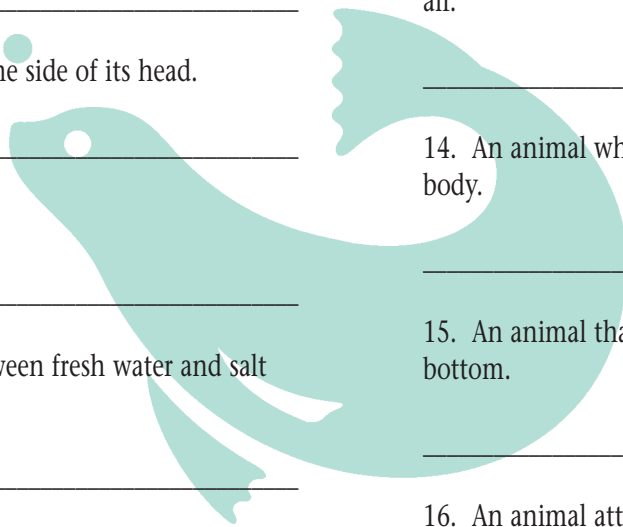 ne side of its head.
ween fresh water and salt
an.
14. An animal wh
body.
15. An animal tha
bottom.
16. An animal att